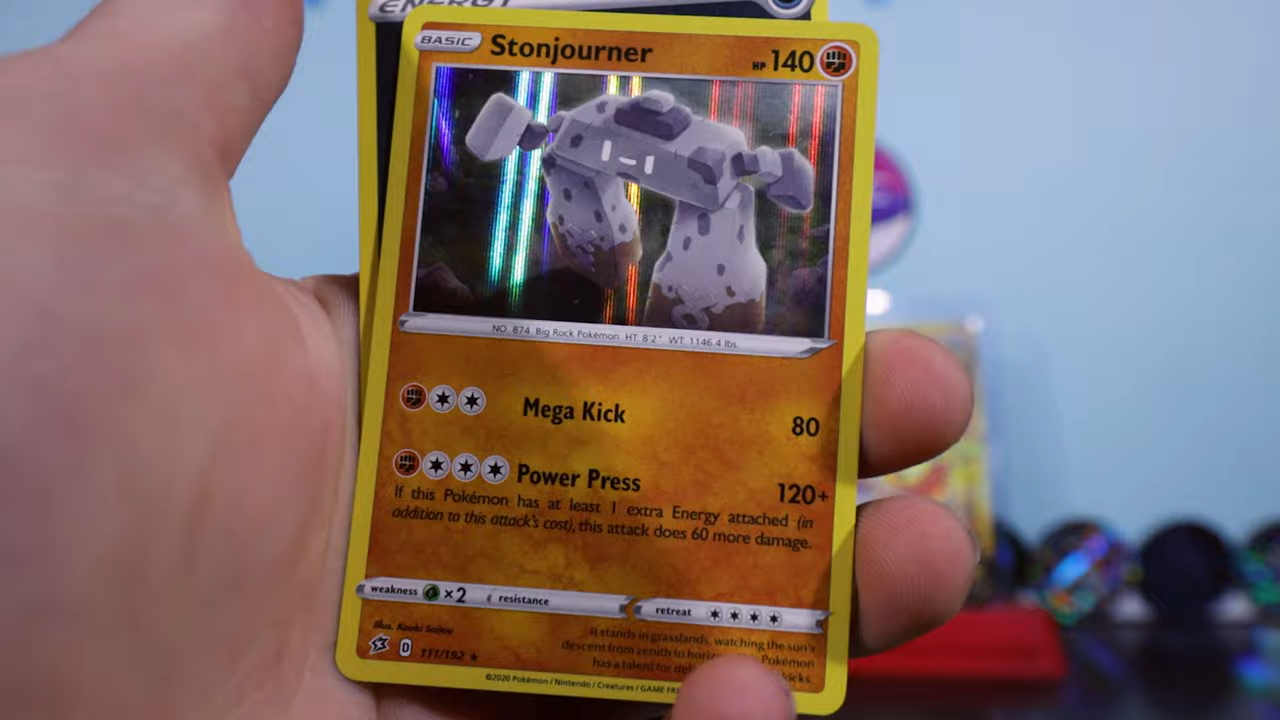 ENERGY
BASIC Stonjourner HP 140
NO. 874 Big Rock Pokémon HT: 8'2" WT: 1146.4 lbs.
Mega Kick 80
Power Press 120+
If this Pokémon has at least 1 extra Energy attached (in
addition to this attack's cost), this attack does 60 more damage.
weakness ×2 resistance retreat
Illus. Kouki Saitou
It stands in grasslands, watching the sun's
descent from zenith to Pokémon
has a talent for kicks.
D 111/192
©2020 Pokémon / Nintendo / Creatures / GAME